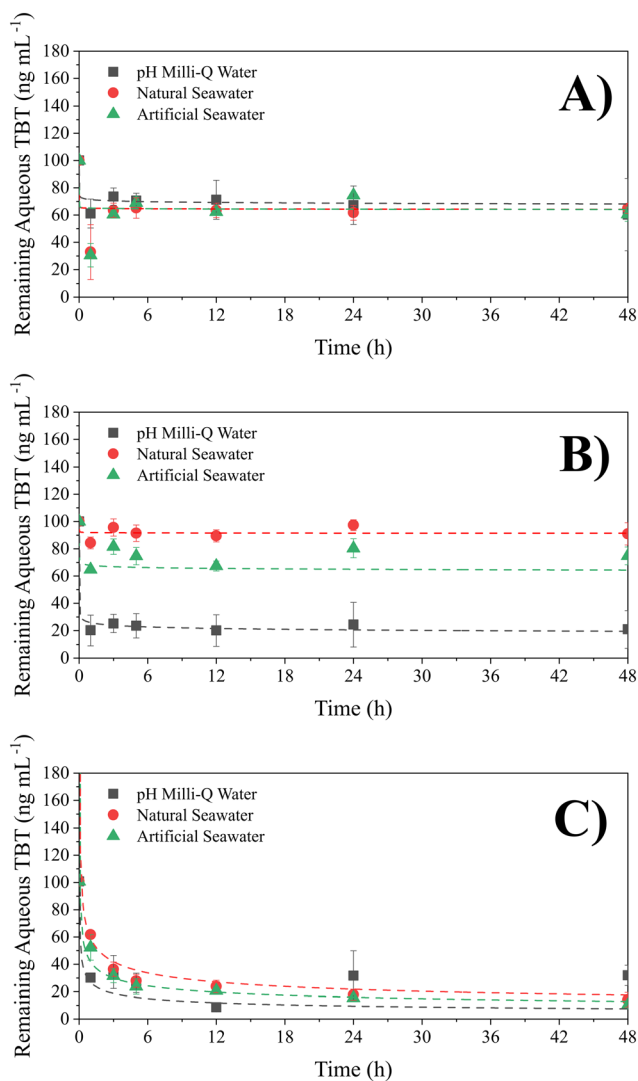 Remaining Aqueous TBT (ng mL⁻¹)
180
160
140
120
100
80
60
40
20
0
pH Milli-Q Water
Natural Seawater
Artificial Seawater
A)
0 6 12 18 24 30 36 42 48
Time (h)
Remaining Aqueous TBT (ng mL⁻¹)
180
160
140
120
100
80
60
40
20
0
pH Milli-Q Water
Natural Seawater
Artificial Seawater
B)
0 6 12 18 24 30 36 42 48
Time (h)
Remaining Aqueous TBT (ng mL⁻¹)
180
160
140
120
100
80
60
40
20
0
pH Milli-Q Water
Natural Seawater
Artificial Seawater
C)
0 6 12 18 24 30 36 42 48
Time (h)